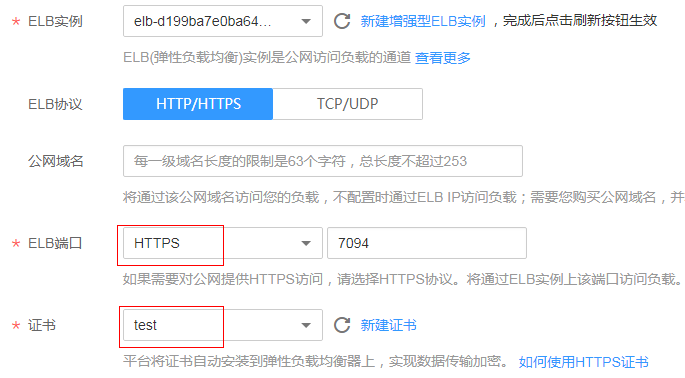 * ELB实例 elb-d199ba7e0ba64... 新建增强型ELB实例 ，完成后点击刷新按钮生效
ELB(弹性负载均衡)实例是公网访问负载的通道 查看更多
ELB协议 HTTP/HTTPS TCP/UDP
公网域名 每一级域名长度的限制是63个字符，总长度不超过253
将通过该公网域名访问您的负载，不配置时通过ELB IP访问负载；需要您购买公网域名，并
* ELB端口 HTTPS 7094
如果需要对公网提供HTTPS访问，请选择HTTPS协议。将通过ELB实例上该端口访问负载。
* 证书 test 新建证书
平台将证书自动安装到弹性负载均衡器上，实现数据传输加密。 如何使用HTTPS证书